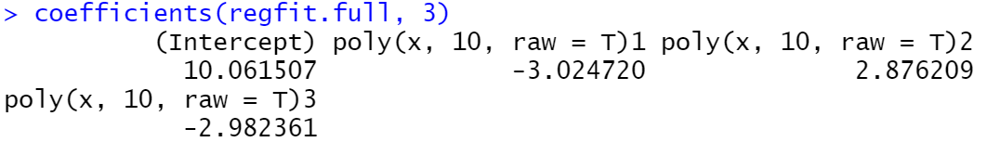 > coefficients(regfit.full, 3)
(Intercept) poly(x, 10, raw = T)1 poly(x, 10, raw = T)2
10.061507 -3.024720 2.876209
poly(x, 10, raw = T)3
-2.982361